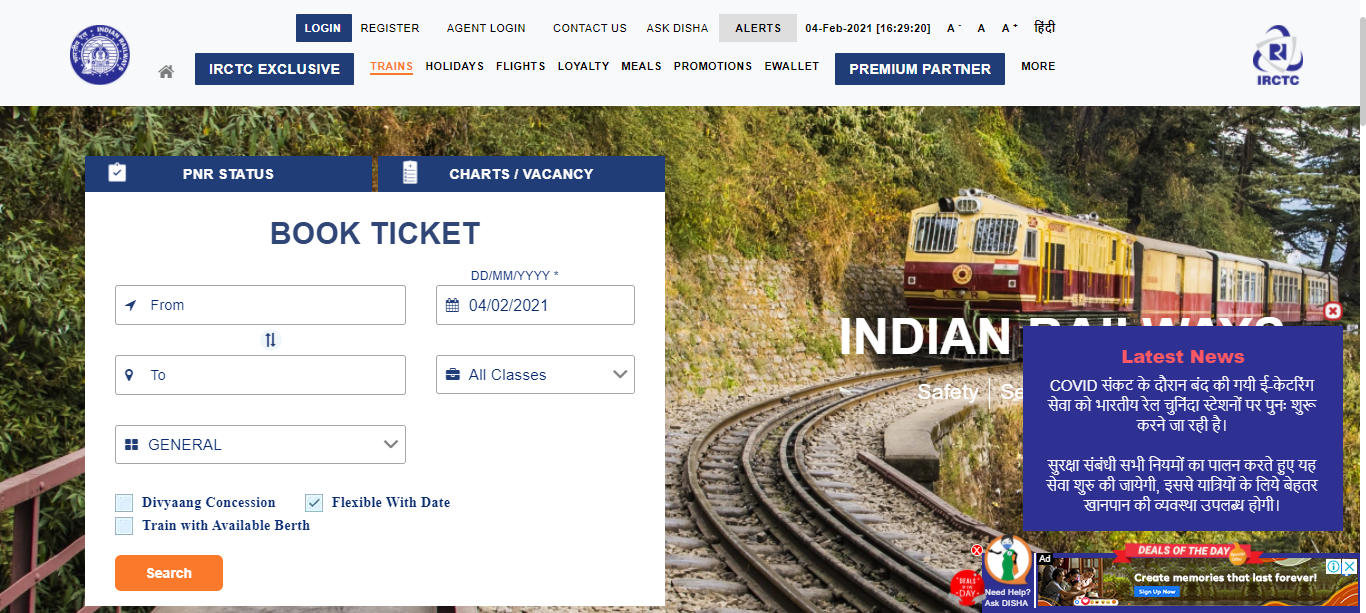 LOGIN REGISTER AGENT LOGIN CONTACT US ASK DISHA ALERTS 04-Feb-2021 [16:29:20] A - A A + हिंदी
IRCTC EXCLUSIVE TRAINS HOLIDAYS FLIGHTS LOYALTY MEALS PROMOTIONS EWALLET PREMIUM PARTNER MORE
INDIAN RAILWAYS
IRCTC
PNR STATUS CHARTS / VACANCY
BOOK TICKET
DD/MM/YYYY *
From 04/02/2021
To All Classes
GENERAL
Divyaang Concession Flexible With Date
Train with Available Berth
Search
INDIAN RAILWAYS
Safety | Se
Latest News
COVID संकट के दौरान बंद की गयी ई-केटरिंग
सेवा को भारतीय रेल चुनिंदा स्टेशनों पर पुनः शुरू
करने जा रही है।
सुरक्षा संबंधी सभी नियमों का पालन करते हुए यह
सेवा शुरु की जायेगी, इससे यात्रियों के लिये बेहतर
खानपान की व्यवस्था उपलब्ध होगी।
DEALS OF THE DAY
DEALS
OF THE
DAY
Need Help?
Ask DISHA
Ad
Create memories that last forever!
Sign Up Now